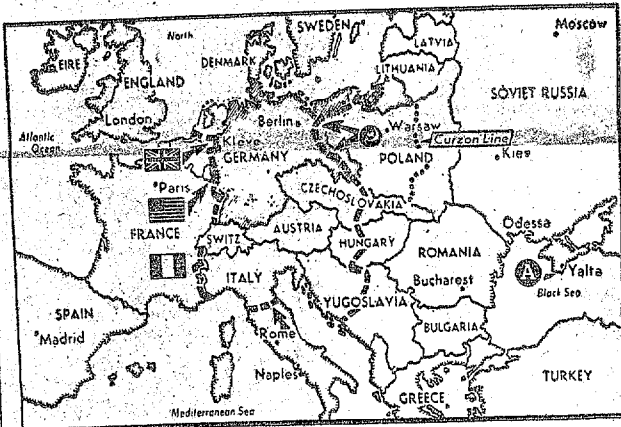 North
SWEDEN
Moscow
EIRE
DENMARK
LATVIA
ENGLAND
LITHUANIA
SOVIET RUSSIA
London
Berlin
Warsaw
Atlantic
Ocean
Kleve
GERMANY
POLAND
Curzon Line
Kiev
Paris
CZECHOSLOVAKIA
FRANCE
SWITZ
AUSTRIA
HUNGARY
ROMANIA
Odessa
ITALY
Bucharest
A
Yalta
Black Sea
SPAIN
YUGOSLAVIA
Madrid
Rome
BULGARIA
Naples
TURKEY
GREECE
Mediterranean Sea